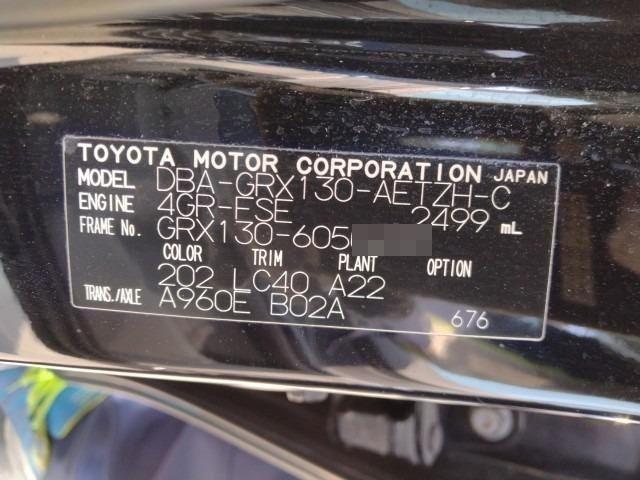 TOYOTA MOTOR CORPORATION JAPAN
MODEL DBA-GRX130-AETZH-C
ENGINE 4GR-FSE 2499 mL
FRAME No. GRX130-605
COLOR TRIM PLANT OPTION
202 LC40 A22
TRANS./AXLE A960E B02A
676